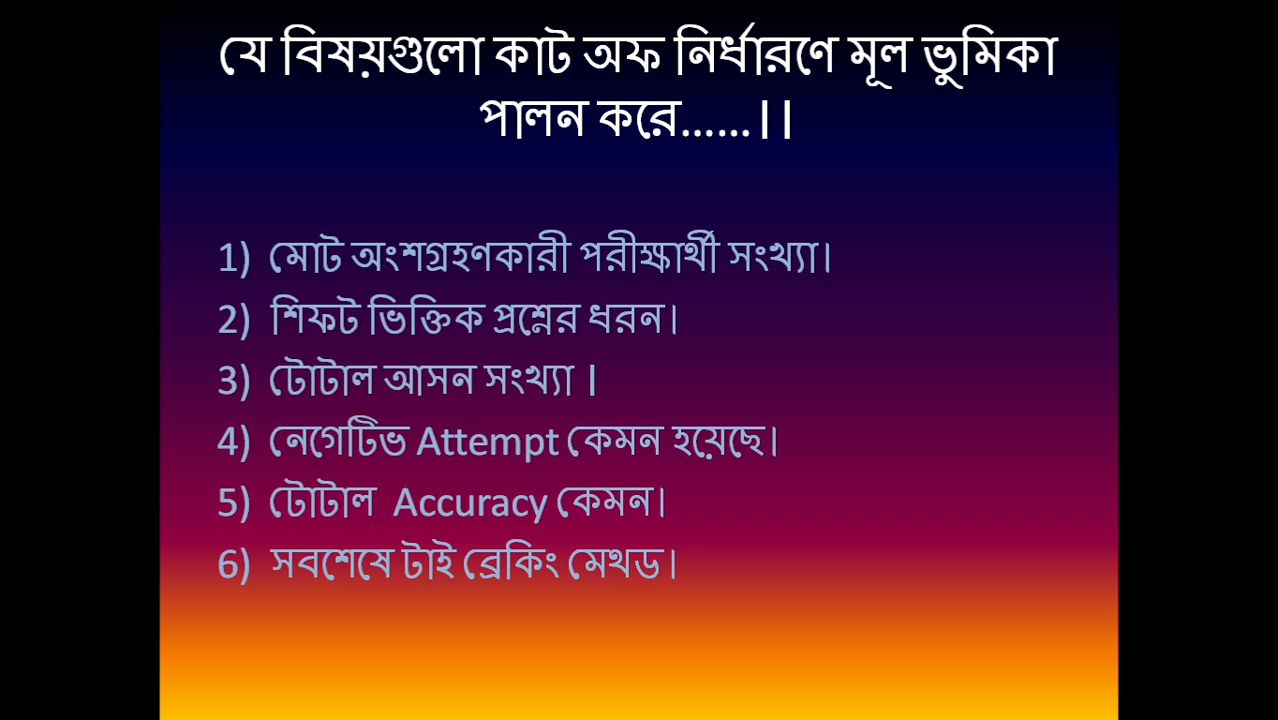 যে বিষয়গুলো কাট অফ নির্ধারণে মূল ভুমিকা
পালন করে……।।
1) মোট অংশগ্রহণকারী পরীক্ষার্থী সংখ্যা।
2) শিফট ভিক্তিক প্রশ্নের ধরন।
3) টোটাল আসন সংখ্যা ।
4) নেগেটিভ Attempt কেমন হয়েছে।
5) টোটাল Accuracy কেমন।
6) সবশেষে টাই ব্রেকিং মেথড।